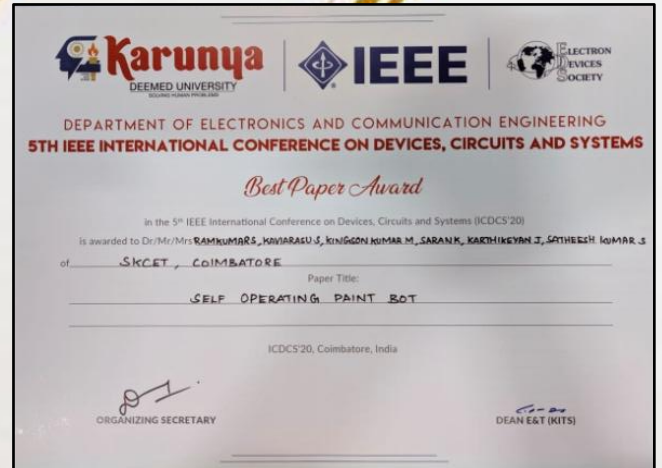 Karunya
DEEMED UNIVERSITY
SOLVING HUMAN PROBLEMS
IEEE
ELECTRON
DEVICES
SOCIETY
DEPARTMENT OF ELECTRONICS AND COMMUNICATION ENGINEERING
5TH IEEE INTERNATIONAL CONFERENCE ON DEVICES, CIRCUITS AND SYSTEMS
Best Paper Award
in the 5th IEEE International Conference on Devices, Circuits and Systems (ICDCS'20)
is awarded to Dr/Mr/Mrs RAMKUMAR S, KAVIARASU S, KINGSON KUMAR M, SARAN K, KARTHIKEYAN J, SATHEESH KUMAR S
of SKCET, COIMBATORE
Paper Title:
SELF OPERATING PAINT BOT
ICDCS'20, Coimbatore, India
ORGANIZING SECRETARY
DEAN E&T (KITS)